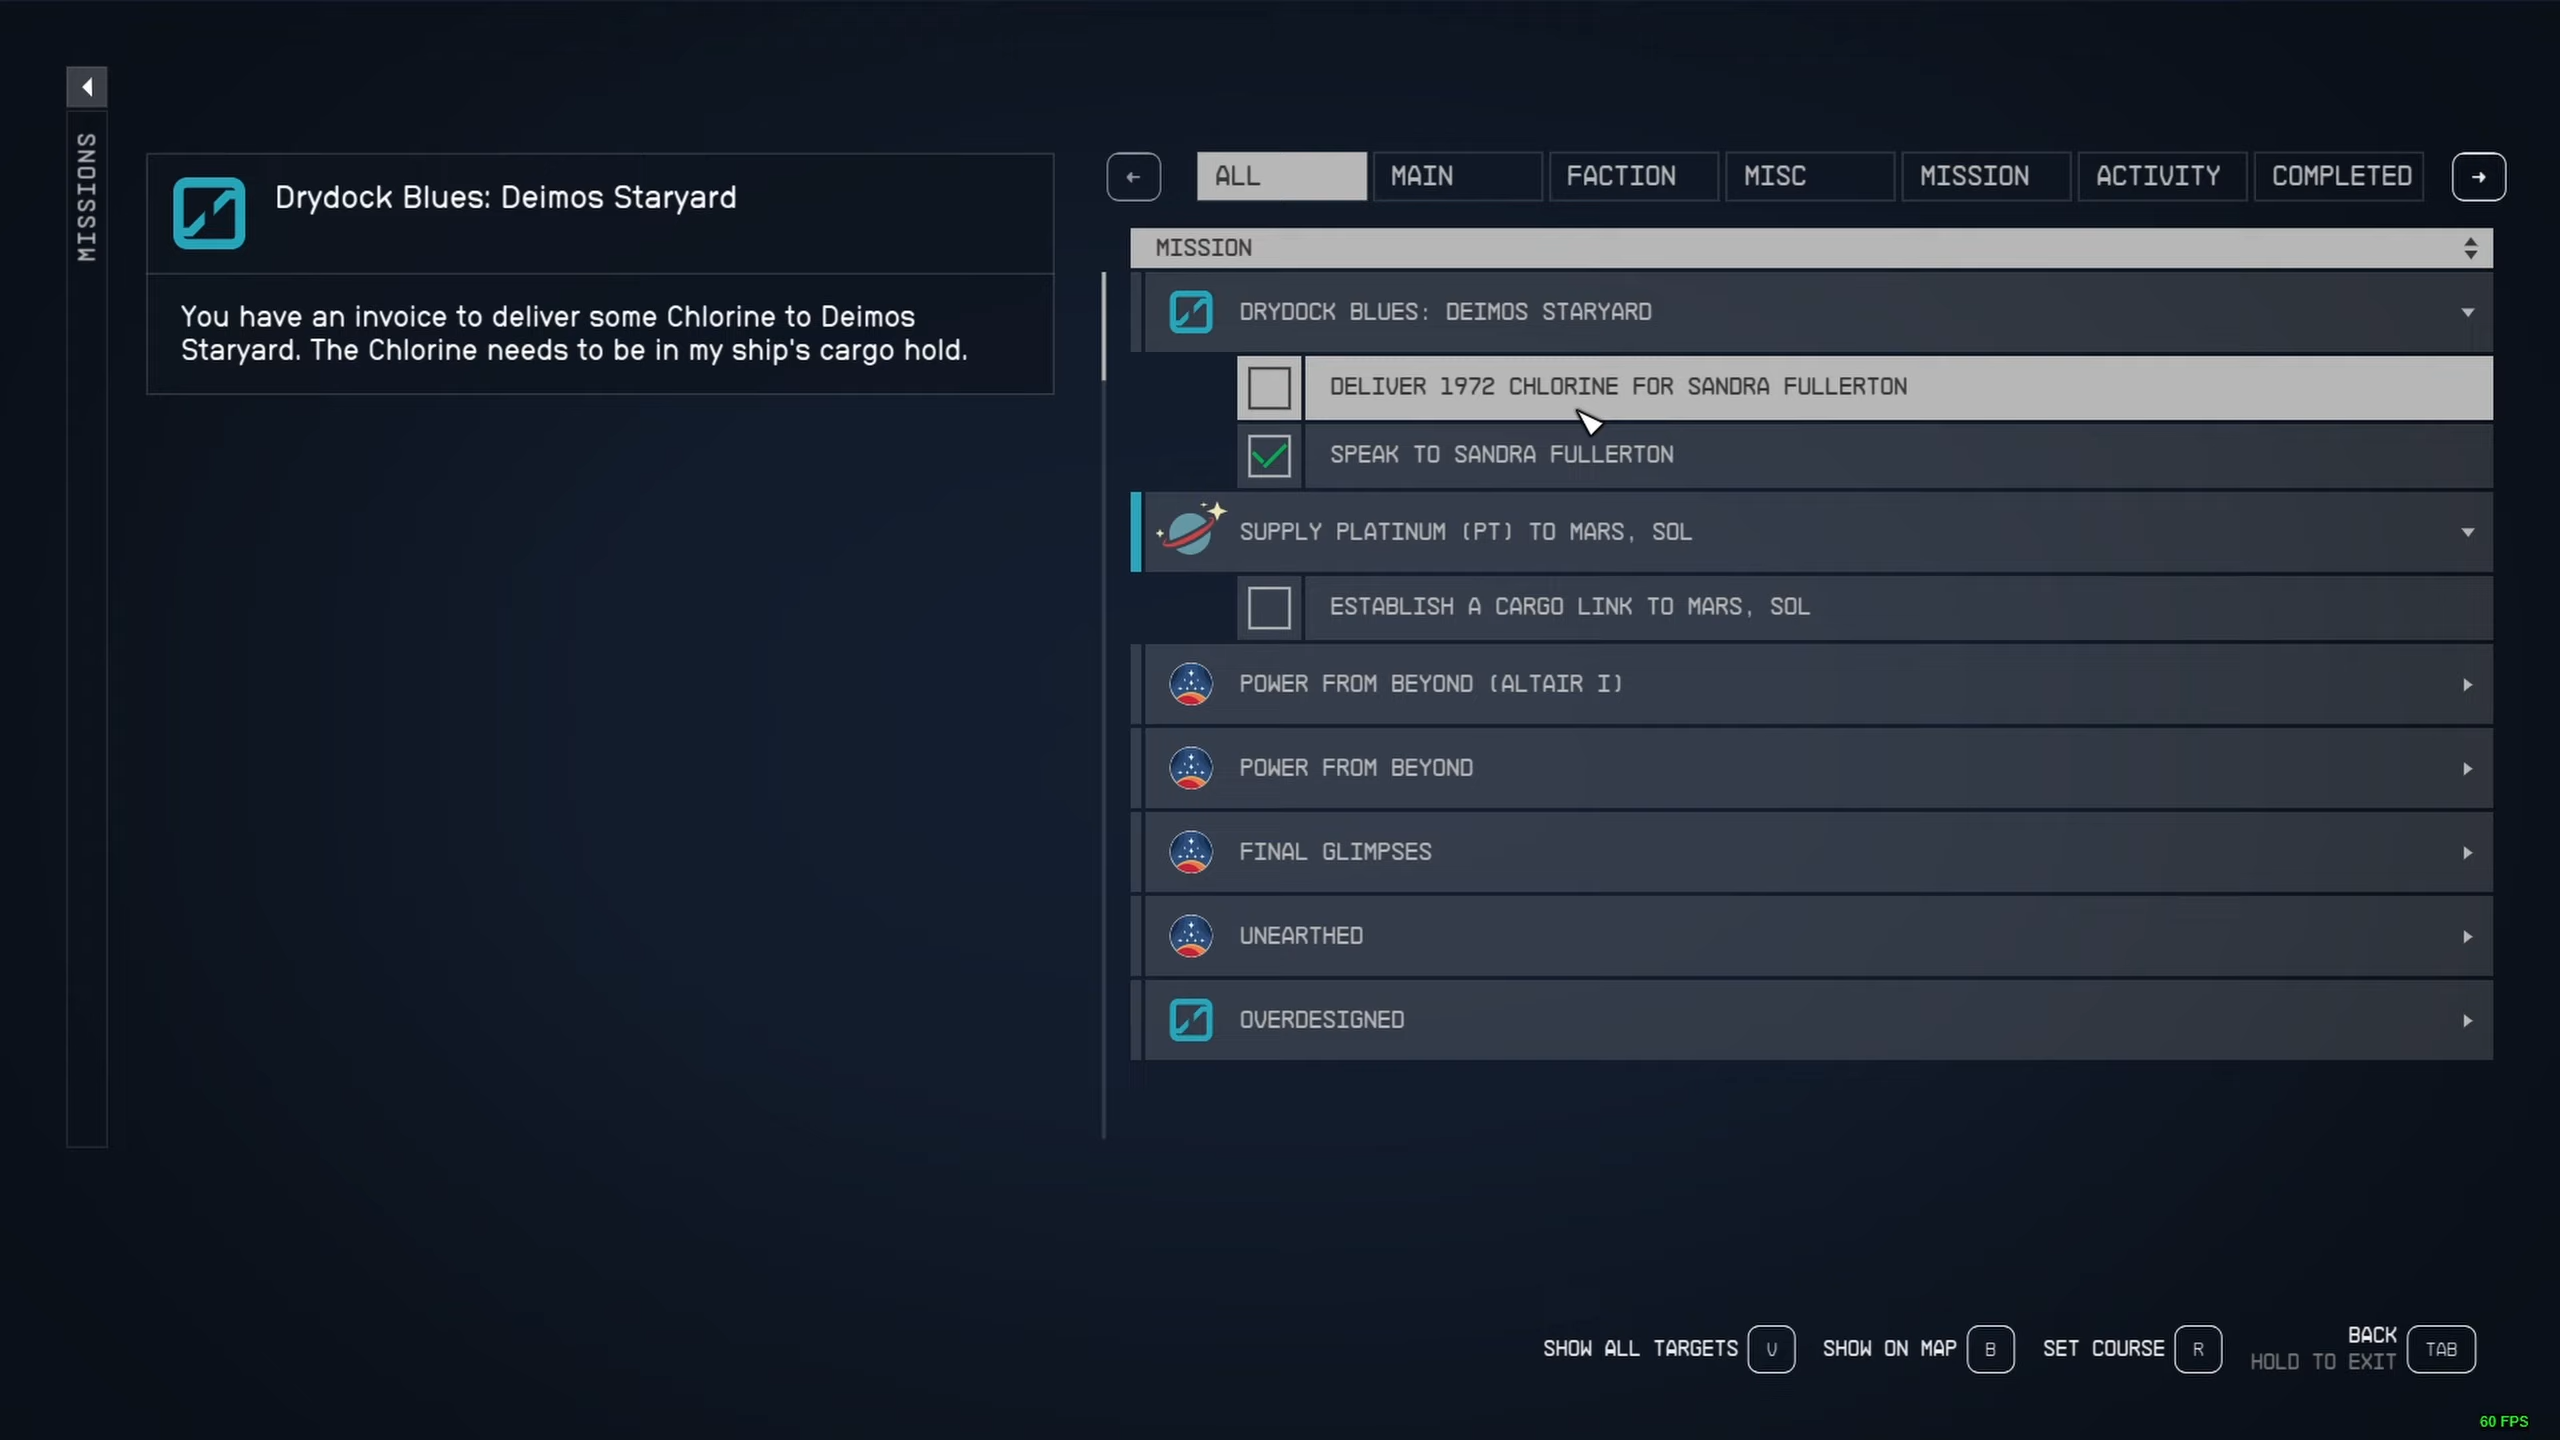 MISSIONS
Drydock Blues: Deimos Staryard
You have an invoice to deliver some Chlorine to Deimos
Staryard. The Chlorine needs to be in my ship's cargo hold.
ALL
MAIN
FACTION
MISC
MISSION
ACTIVITY
COMPLETED
MISSION
DRYDOCK BLUES: DEIMOS STARYARD
DELIVER 1972 CHLORINE FOR SANDRA FULLERTON
SPEAK TO SANDRA FULLERTON
SUPPLY PLATINUM (PT) TO MARS, SOL
ESTABLISH A CARGO LINK TO MARS, SOL
POWER FROM BEYOND (ALTAIR I)
POWER FROM BEYOND
FINAL GLIMPSES
UNEARTHED
OVERDESIGNED
SHOW ALL TARGETS V
SHOW ON MAP B
SET COURSE R
BACK
HOLD TO EXIT TAB
60 FPS